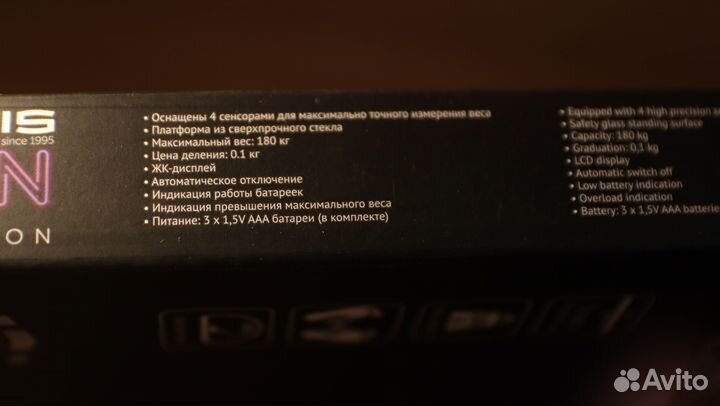 IS
since 1995
N
ION
• Оснащены 4 сенсорами для максимально точного измерения веса
• Платформа из сверхпрочного стекла
• Максимальный вес: 180 кг
• Цена деления: 0.1 кг
• ЖК-дисплей
• Автоматическое отключение
• Индикация работы батареек
• Индикация превышения максимального веса
• Питание: 3 x 1,5V AAA батареи (в комплекте)
• Equipped with 4 high precision se
• Safety glass standing surface
• Capacity: 180 kg
• Graduation: 0,1 kg
• LCD display
• Automatic switch off
• Low battery indication
• Overload indication
• Battery: 3 x 1,5V AAA batterie
Avito